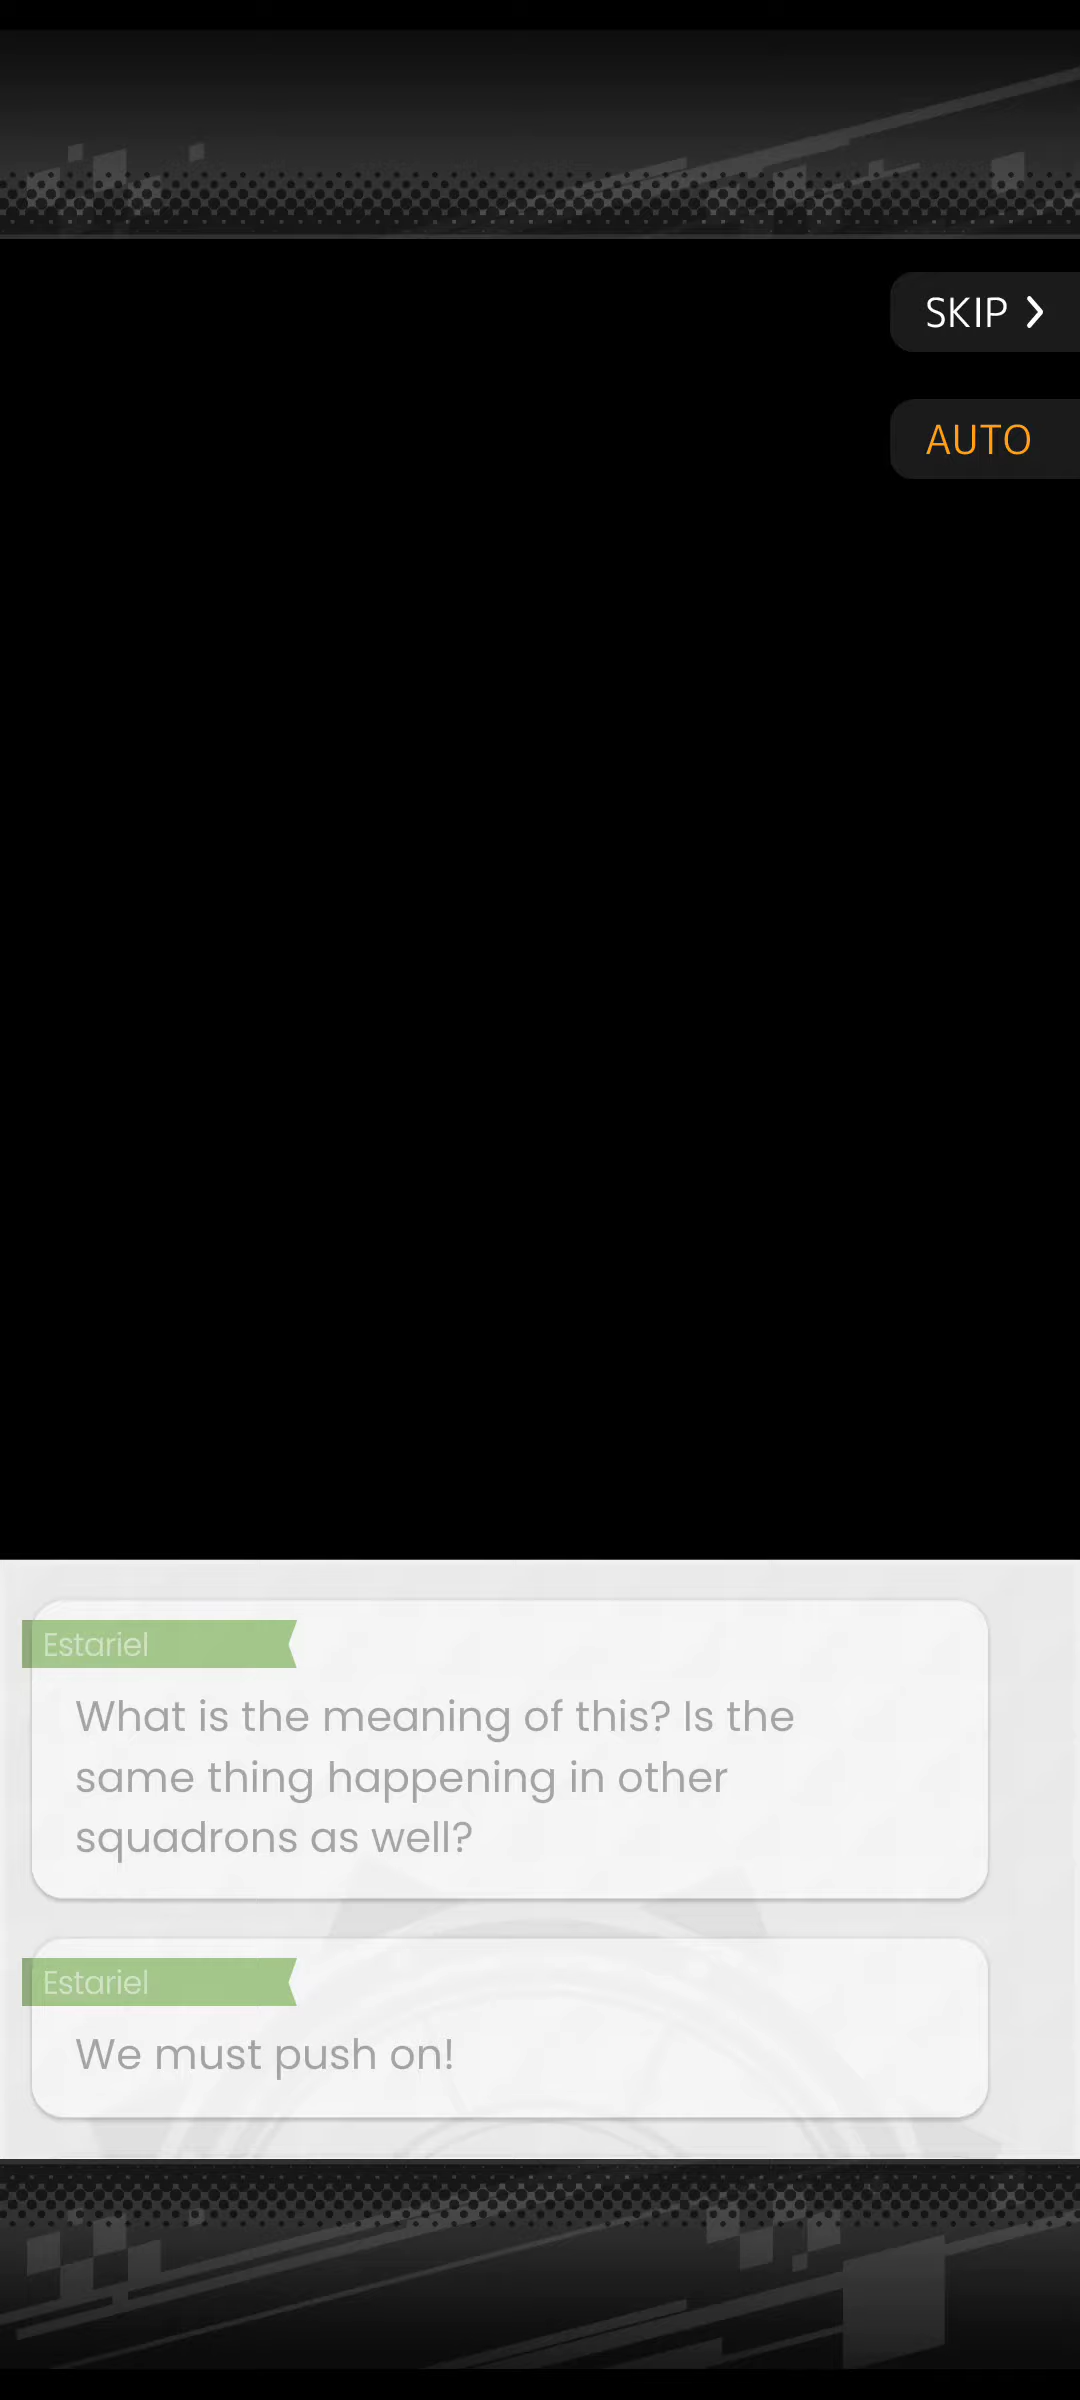 SKIP
AUTO
Estariel
What is the meaning of this? Is the
same thing happening in other
squadrons as well?
Estariel
We must push on!